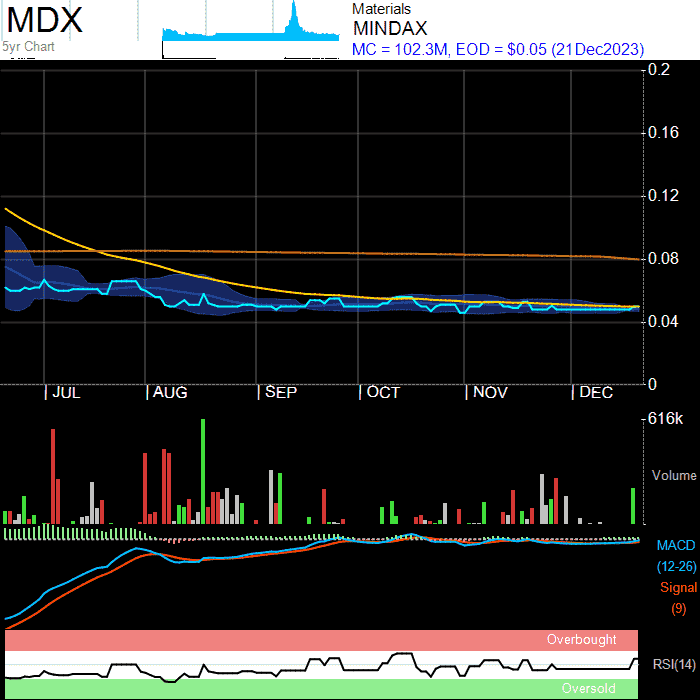 MDX
5yr Chart
Materials
MINDAX
MC = 102.3M, EOD = $0.05 (21Dec2023)
0.2
0.16
0.12
0.08
0.04
0
JUL AUG SEP OCT NOV DEC
616k
Volume
MACD
(12-26)
Signal
(9)
Overbought
RSI(14)
Oversold